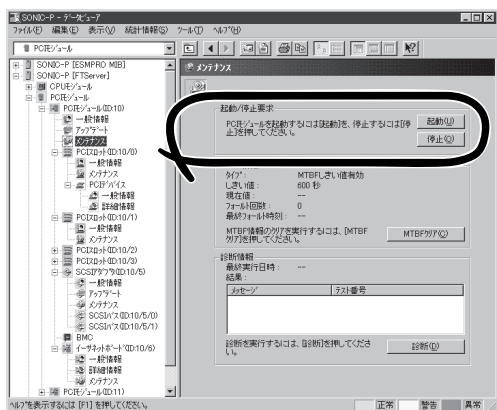 SONIC-P - データビューア
ファイル(F) 編集(E) 表示(V) 統計情報(S) ツール(T) ヘルプ(H)
PCIモジュール
SONIC-P [ESMPRO MIB]
SONIC-P [FTServer]
CPUモジュール
PCIモジュール
PCIモジュール(ID:10)
一般情報
アップデート
メンテナンス
PCIスロット(ID:10/0)
一般情報
メンテナンス
PCIデバイス
一般情報
詳細情報
PCIスロット(ID:10/1)
一般情報
メンテナンス
PCIスロット(ID:10/2)
PCIスロット(ID:10/3)
SCSIアダプタ(ID:10/5)
一般情報
アップデート
メンテナンス
SCSIバス(ID:10/5/0)
SCSIバス(ID:10/5/1)
BMC
イーサネットボード(ID:10/6)
一般情報
詳細情報
メンテナンス
PCIモジュール(ID:11)
メンテナンス
起動/停止要求
PCIモジュールを起動するには[起動]を、停止するには[停止]を押してください。
起動(U)
停止(O)
タイプ: MTBFしきい値有効
しきい値: 600 秒
現在値: --
フォールト回数: 0
最終フォールト時刻: --
MTBF情報のクリアを実行するには、[MTBFクリア]を押してください。
MTBFクリア(C)
診断情報
最終実行日時: --
結果:
メッセージ テスト番号
診断を実行するには、[診断]を押してください。
診断(D)
ヘルプを表示するには [F1] を押してください。
正常 警告 異常